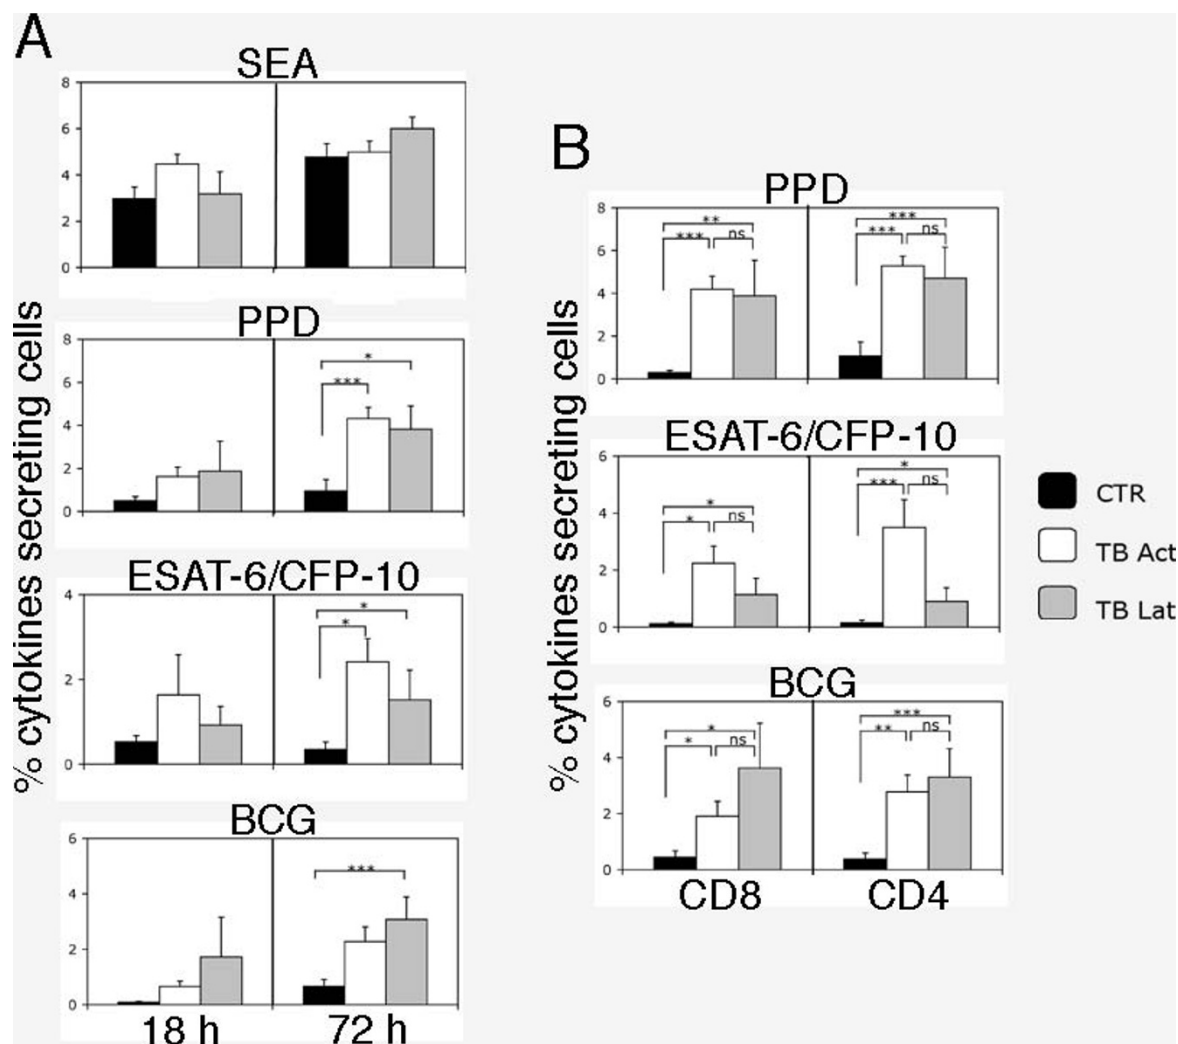 A
SEA
8
6
4
2
0
PPD
8
6
4
2
0
*
***
ESAT-6/CFP-10
4
2
0
*
*
BCG
6
4
2
0
***
18 h
72 h
% cytokines secreting cells
B
PPD
8
6
4
2
0
**
***
ns
***
***
ns
ESAT-6/CFP-10
6
4
2
0
*
*
ns
*
***
ns
BCG
6
4
2
0
*
*
ns
***
**
ns
CD8
CD4
% cytokines secreting cells
CTR
TB Act
TB Lat